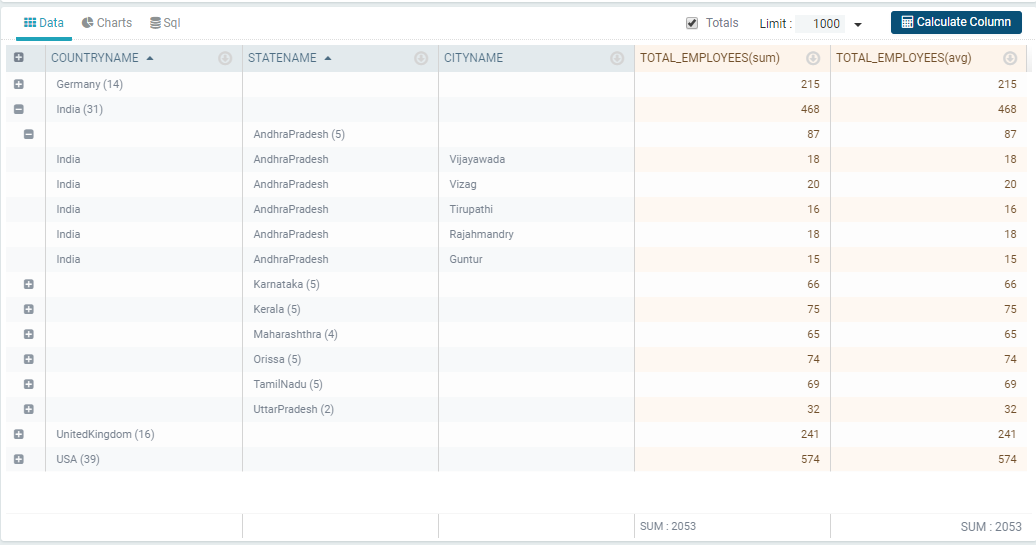 Data Charts Sql Totals Limit : 1000 Calculate Column
COUNTRYNAME STATENAME CITYNAME TOTAL_EMPLOYEES(sum) TOTAL_EMPLOYEES(avg)
Germany (14) 215 215
India (31) 468 468
AndhraPradesh (5) 87 87
India AndhraPradesh Vijayawada 18 18
India AndhraPradesh Vizag 20 20
India AndhraPradesh Tirupathi 16 16
India AndhraPradesh Rajahmandry 18 18
India AndhraPradesh Guntur 15 15
Karnataka (5) 66 66
Kerala (5) 75 75
Maharashthra (4) 65 65
Orissa (5) 74 74
TamilNadu (5) 69 69
UttarPradesh (2) 32 32
UnitedKingdom (16) 241 241
USA (39) 574 574
SUM : 2053 SUM : 2053